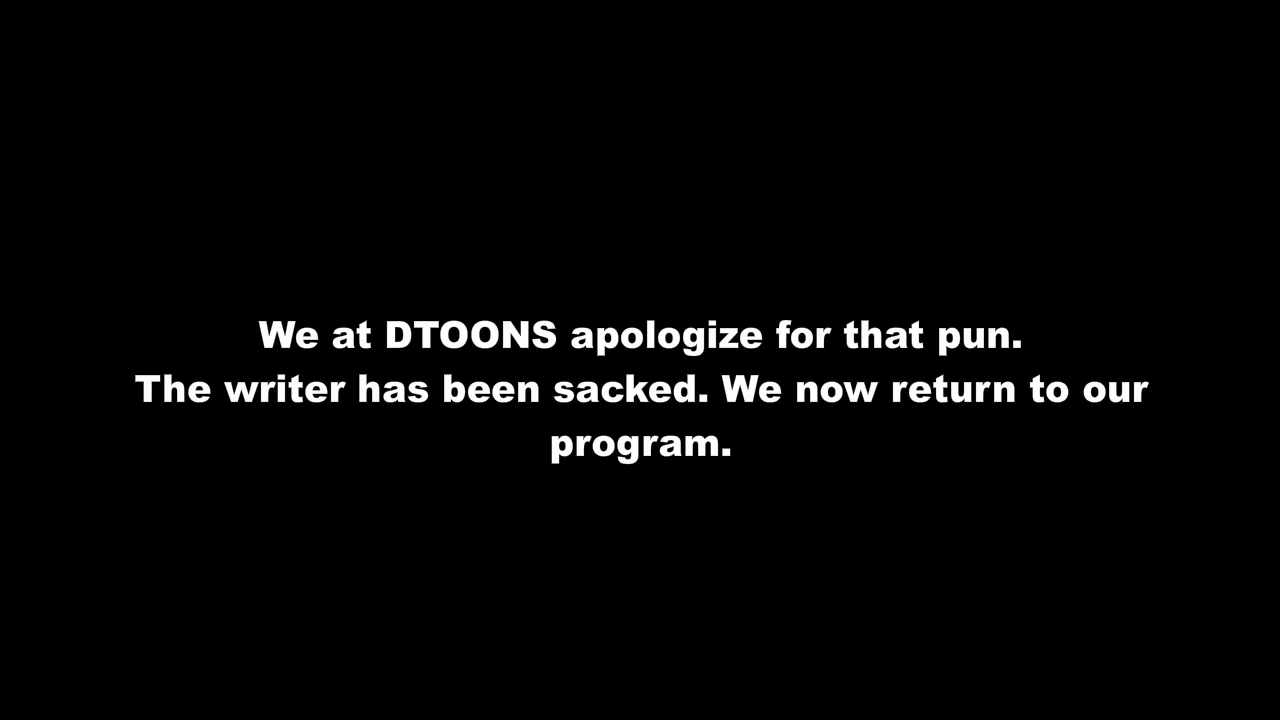 We at DTOONS apologize for that pun.
The writer has been sacked. We now return to our
program.